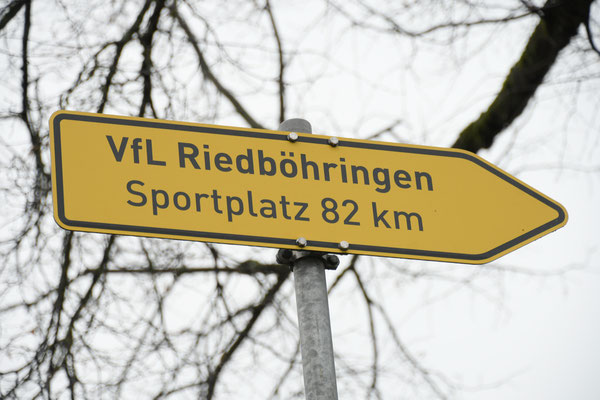 VfL Riedböhringen
Sportplatz 82 km